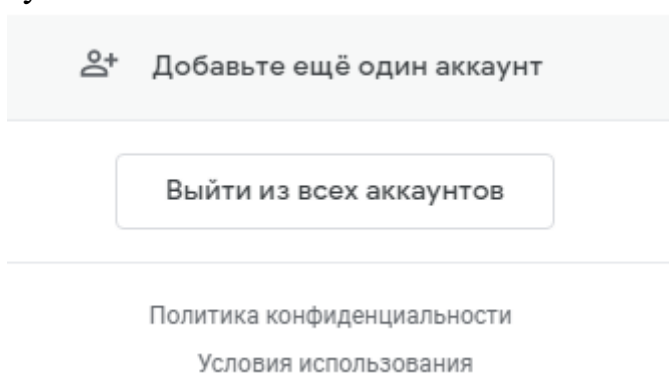 Добавьте ещё один аккаунт
Выйти из всех аккаунтов
Политика конфиденциальности
Условия использования